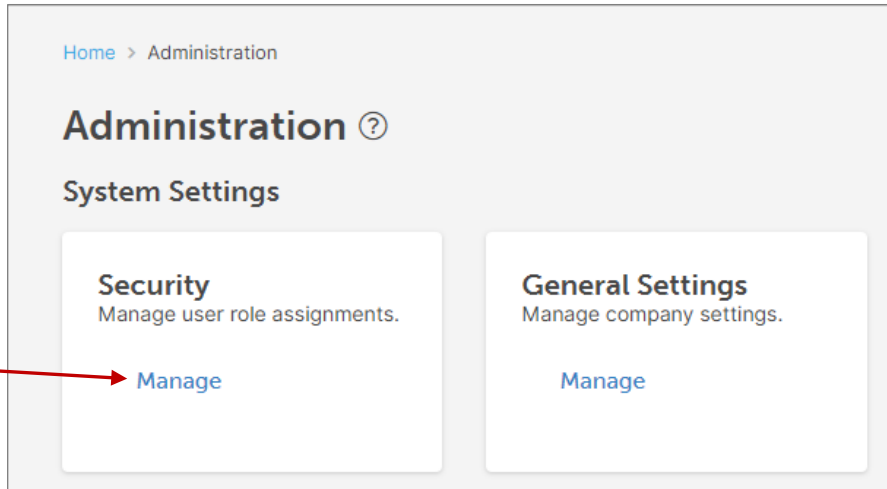 Home > Administration
Administration ?
System Settings
Security
Manage user role assignments.
Manage
General Settings
Manage company settings.
Manage